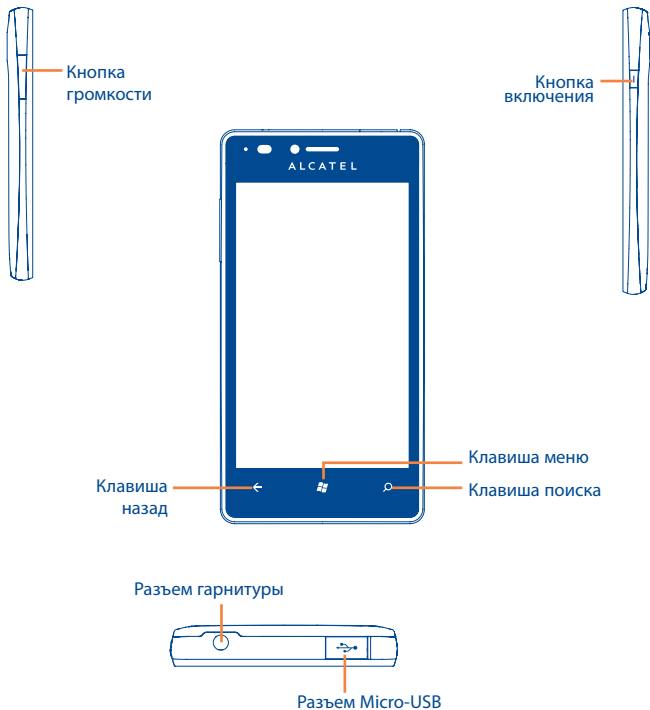 Кнопка
громкости
Кнопка
включения
ALCATEL
Клавиша меню
Клавиша
назад
Клавиша поиска
Разъем гарнитуры
Разъем Micro-USB